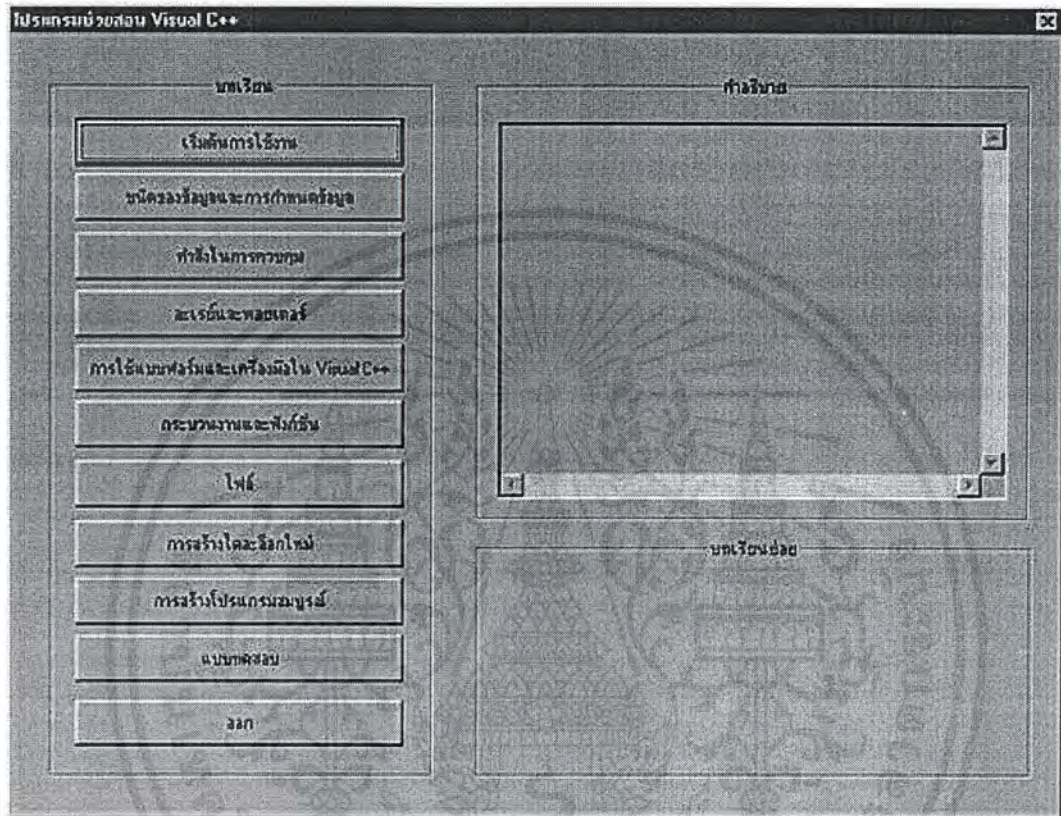 โปรแกรมช่วยสอน Visual C++
บทเรียน
เริ่มต้นการใช้งาน
ชนิดของข้อมูลและการกำหนดข้อมูล
คำสั่งในการควบคุม
อะเรย์และพอยเตอร์
การใช้แบบฟอร์มและเครื่องมือใน Visual C++
กระบวนงานและฟังก์ชั่น
ไฟล์
การสร้างไดอะล็อกใหม่
การสร้างโปรแกรมสมบูรณ์
แบบทดสอบ
ออก
คำอธิบาย
บทเรียนย่อย